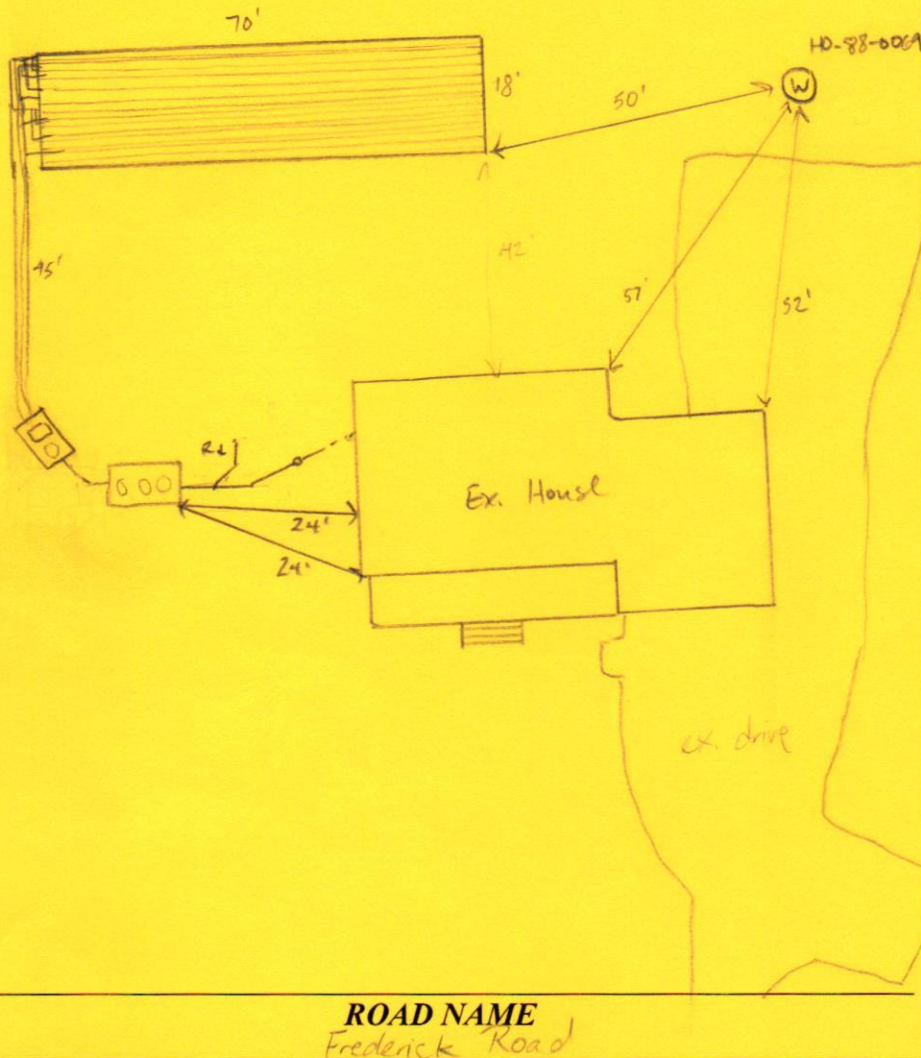 70'
HO-88-0069
18'
50'
W
42'
45'
57'
52'
Ex. House
24'
24'
ex. drive
ROAD NAME
Frederick Road